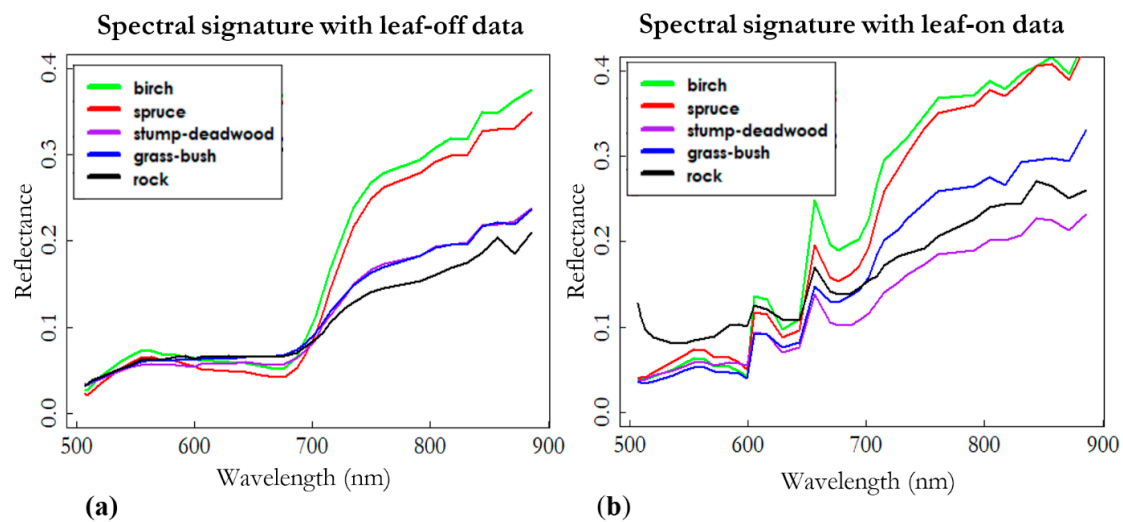 Spectral signature with leaf-off data
0.4
0.3
0.2
0.1
0.0
Reflectance
birch
spruce
stump-deadwood
grass-bush
rock
500 600 700 800 900
Wavelength (nm)
(a)
Spectral signature with leaf-on data
0.4
0.3
0.2
0.1
0.0
Reflectance
birch
spruce
stump-deadwood
grass-bush
rock
500 600 700 800 900
Wavelength (nm)
(b)